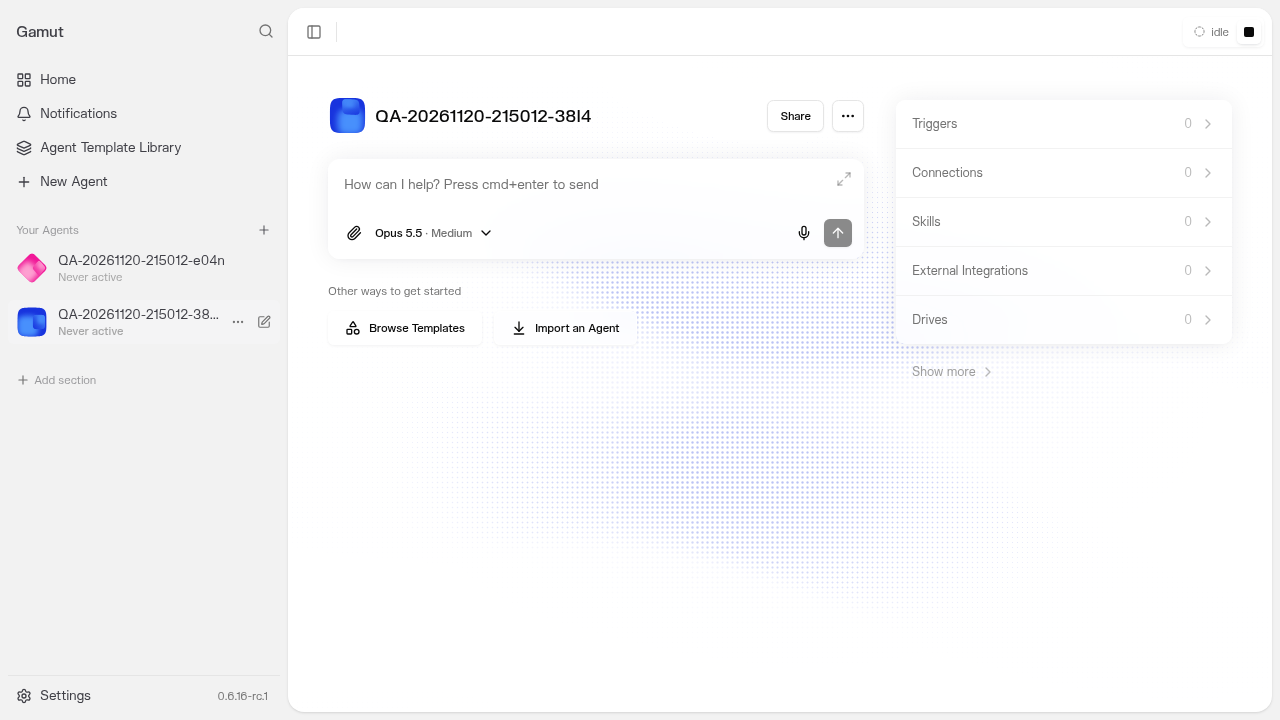 Gamut
Home
Notifications
Agent Template Library
New Agent
Your Agents
QA-20261120-215012-e04n
Never active
QA-20261120-215012-38...
Never active
Add section
Settings
0.6.16-rc.1
idle
QA-20261120-215012-38l4
Share
How can I help? Press cmd+enter to send
Opus 5.5 · Medium
Other ways to get started
Browse Templates
Import an Agent
Triggers 0
Connections 0
Skills 0
External Integrations 0
Drives 0
Show more